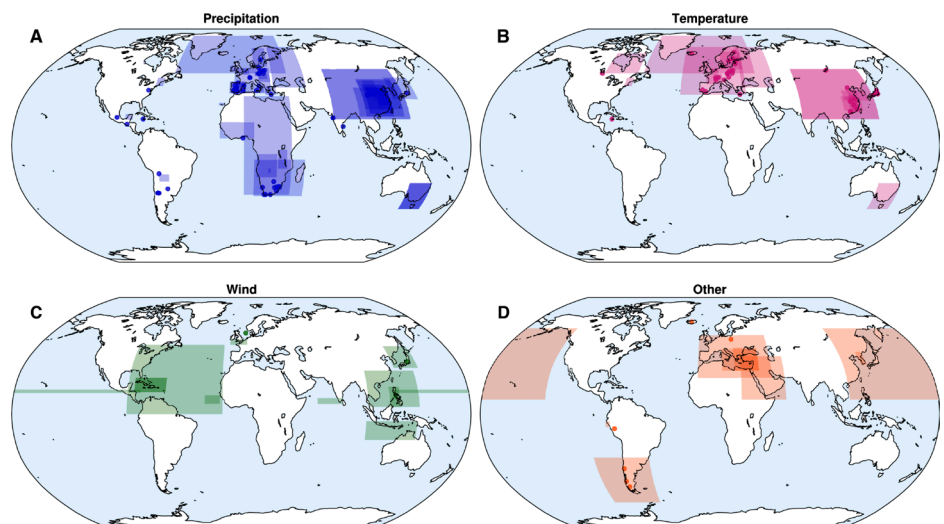 Precipitation
Temperature
A
B
Wind
Other
C
D